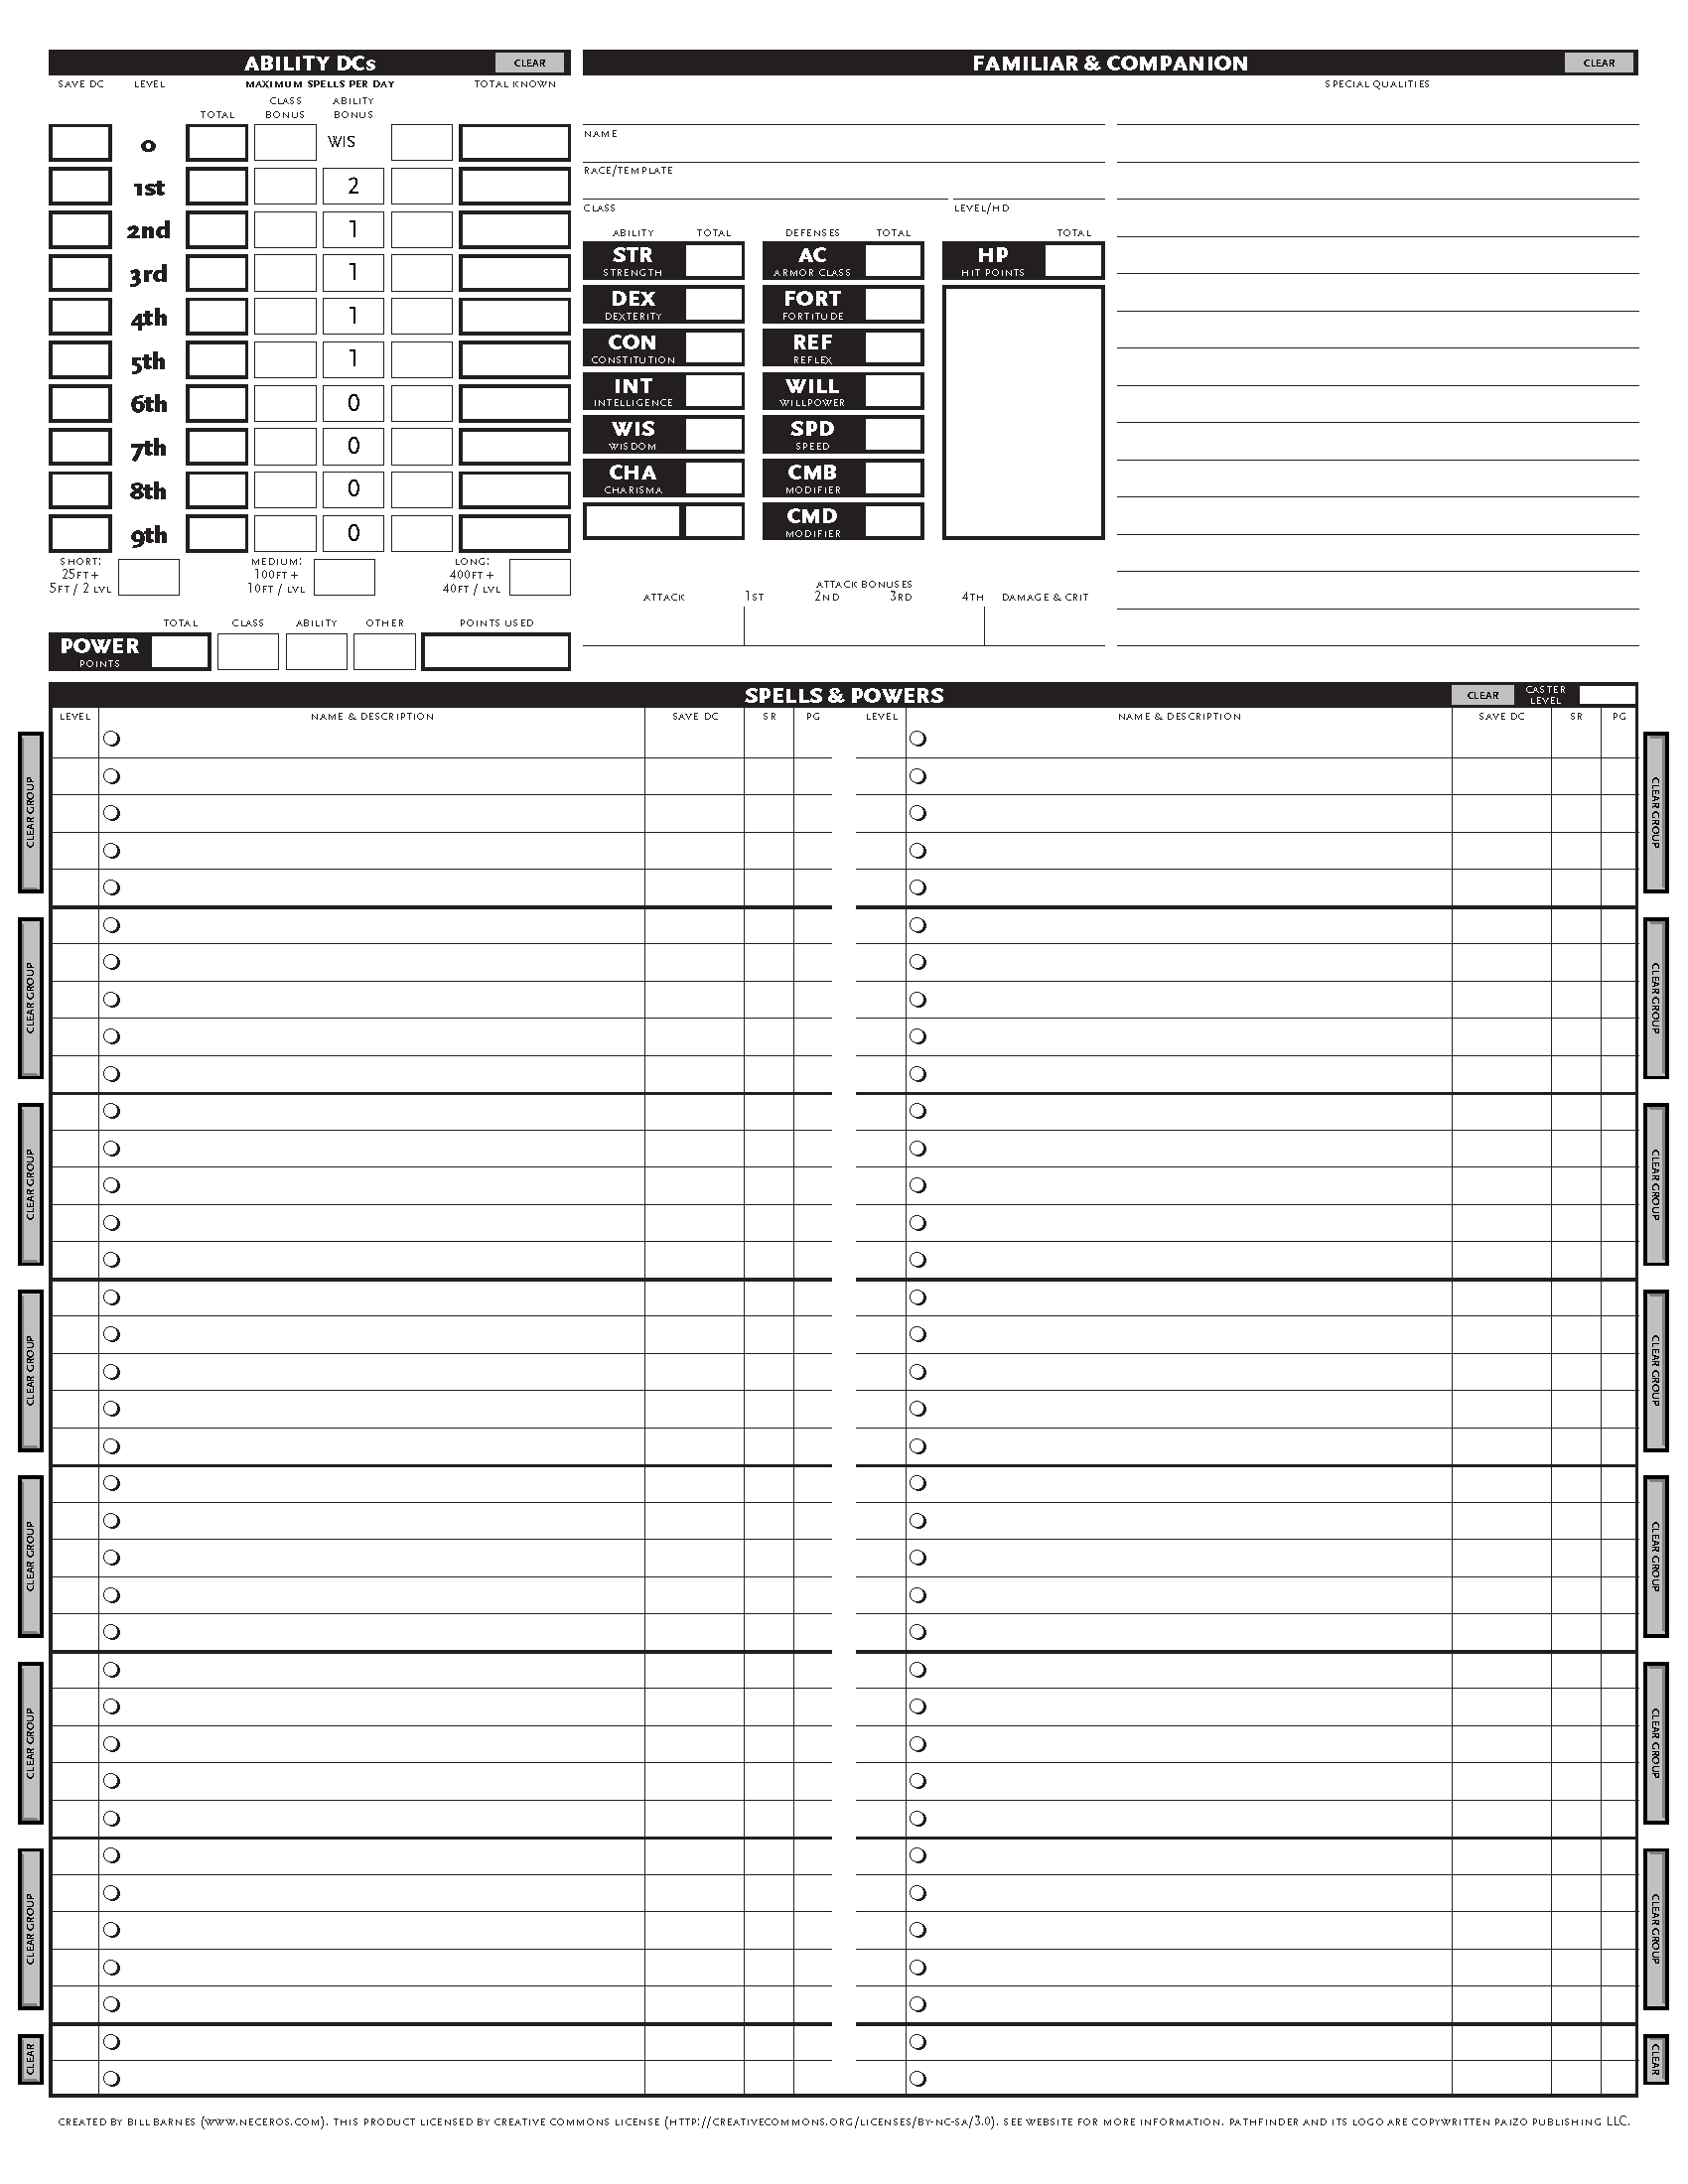 ABILITY DCs CLEAR
SAVE DC LEVEL MAXIMUM SPELLS PER DAY TOTAL KNOWN
TOTAL CLASS BONUS ABILITY BONUS
0 WIS
1st 2
2nd 1
3rd 1
4th 1
5th 1
6th 0
7th 0
8th 0
9th 0
SHORT: 25FT+ 5FT / 2 LVL
MEDIUM: 100FT+ 10FT / LVL
LONG: 400FT+ 40FT / LVL
TOTAL CLASS ABILITY OTHER POINTS USED
POWER POINTS
FAMILIAR & COMPANION CLEAR
SPECIAL QUALITIES
NAME
RACE/TEMPLATE
CLASS LEVEL/HD
ABILITY TOTAL DEFENSES TOTAL TOTAL
STR STRENGTH AC ARMOR CLASS HP HIT POINTS
DEX DEXTERITY FORT FORTITUDE
CON CONSTITUTION REF REFLEX
INT INTELLIGENCE WILL WILLPOWER
WIS WISDOM SPD SPEED
CHA CHARISMA CMB MODIFIER
CMD MODIFIER
ATTACK BONUSES
ATTACK 1ST 2ND 3RD 4TH DAMAGE & CRIT
SPELLS & POWERS CLEAR CASTER LEVEL
LEVEL NAME & DESCRIPTION SAVE DC SR PG LEVEL NAME & DESCRIPTION SAVE DC SR PG
CLEAR GROUP CLEAR GROUP
CLEAR GROUP CLEAR GROUP
CLEAR GROUP CLEAR GROUP
CLEAR GROUP CLEAR GROUP
CLEAR GROUP CLEAR GROUP
CLEAR GROUP CLEAR GROUP
CLEAR GROUP CLEAR GROUP
CLEAR CLEAR
CREATED BY BILL BARNES (WWW.NECEROS.COM). THIS PRODUCT LICENSED BY CREATIVE COMMONS LICENSE (HTTP://CREATIVECOMMONS.ORG/LICENSES/BY-NC-SA/3.0). SEE WEBSITE FOR MORE INFORMATION. PATHFINDER AND ITS LOGO ARE COPYWRITTEN PAIZO PUBLISHING LLC.